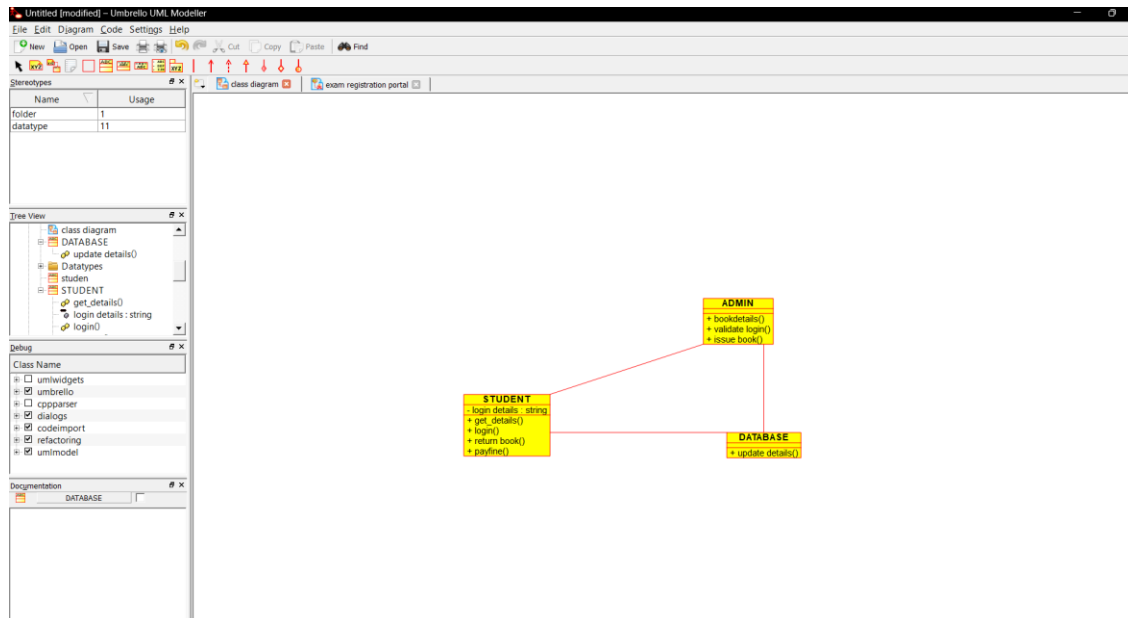 Untitled [modified] – Umbrello UML Modeller
File Edit Diagram Code Settings Help
New Open Save Cut Copy Paste Find
Stereotypes
class diagram exam registration portal
Name Usage
folder 1
datatype 11
Tree View
class diagram
DATABASE
update details()
Datatypes
studen
STUDENT
get_details()
login details : string
login()
Debug
Class Name
umlwidgets
umbrello
cppparser
dialogs
codeimport
refactoring
umlmodel
Documentation
DATABASE
ADMIN
+ bookdetails()
+ validate login()
+ issue book()
STUDENT
- login details : string
+ get_details()
+ login()
+ return book()
+ payfine()
DATABASE
+ update details()